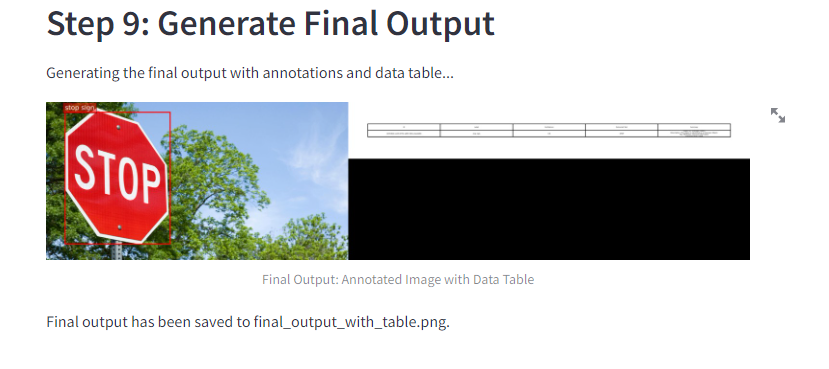 Step 9: Generate Final Output
Generating the final output with annotations and data table...
stop sign
STOP
Final Output: Annotated Image with Data Table
Final output has been saved to final_output_with_table.png.